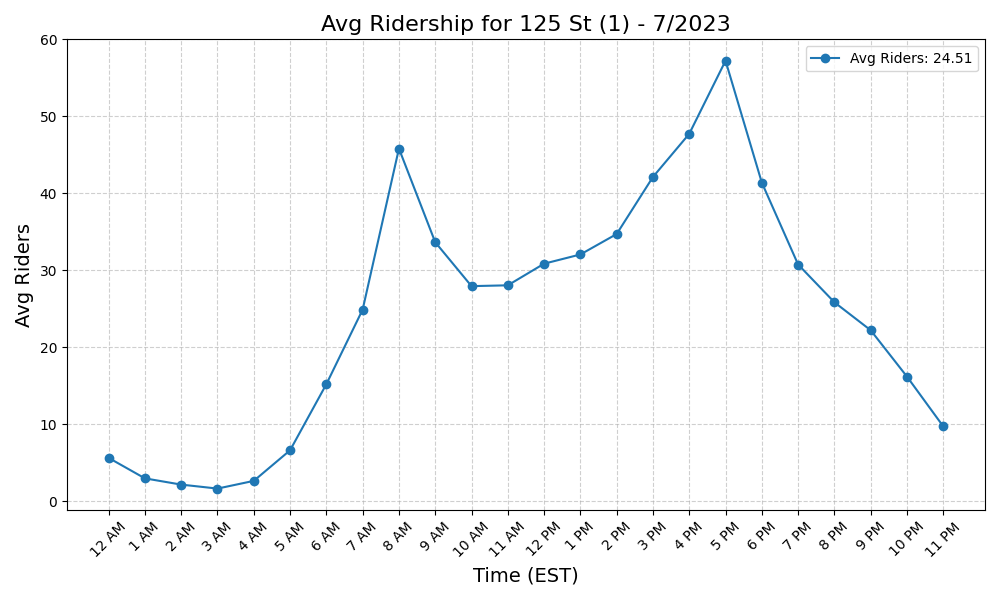 Avg Ridership for 125 St (1) - 7/2023
Avg Riders: 24.51
Avg Riders
60
50
40
30
20
10
0
12 AM
1 AM
2 AM
3 AM
4 AM
5 AM
6 AM
7 AM
8 AM
9 AM
10 AM
11 AM
12 PM
1 PM
2 PM
3 PM
4 PM
5 PM
6 PM
7 PM
8 PM
9 PM
10 PM
11 PM
Time (EST)